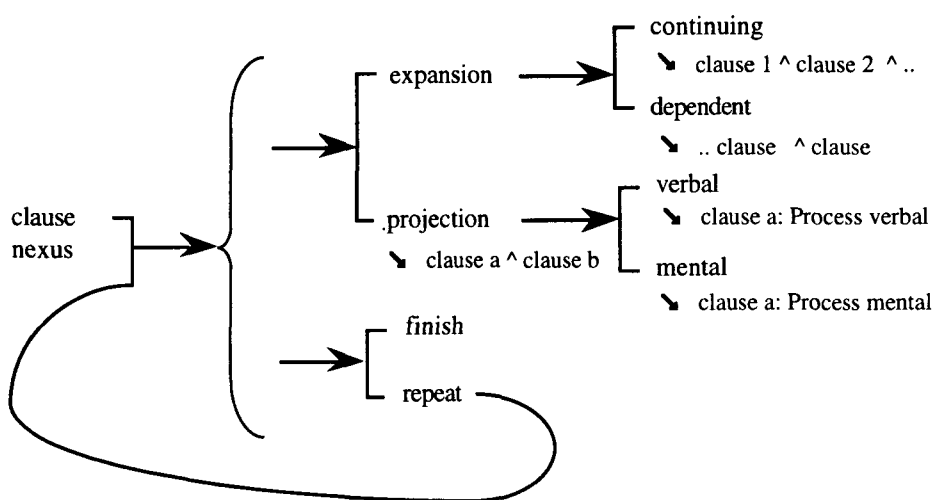 continuing
↘ clause 1 ^ clause 2 ^ ..
expansion
dependent
↘ .. clause ^ clause
verbal
↘ clause a: Process verbal
clause
nexus
.projection
↘ clause a ^ clause b
mental
↘ clause a: Process mental
finish
repeat